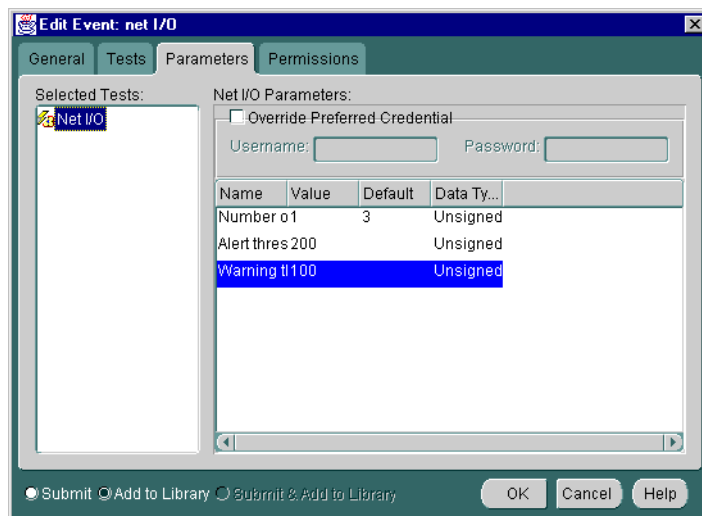 Edit Event: net I/O
General Tests Parameters Permissions
Selected Tests:
Net I/O
Net I/O Parameters:
Override Preferred Credential
Username: Password:
Name Value Default Data Ty...
Number o 1 3 Unsigned
Alert thres 200 Unsigned
Warning tl 100 Unsigned
Submit Add to Library Submit & Add to Library OK Cancel Help